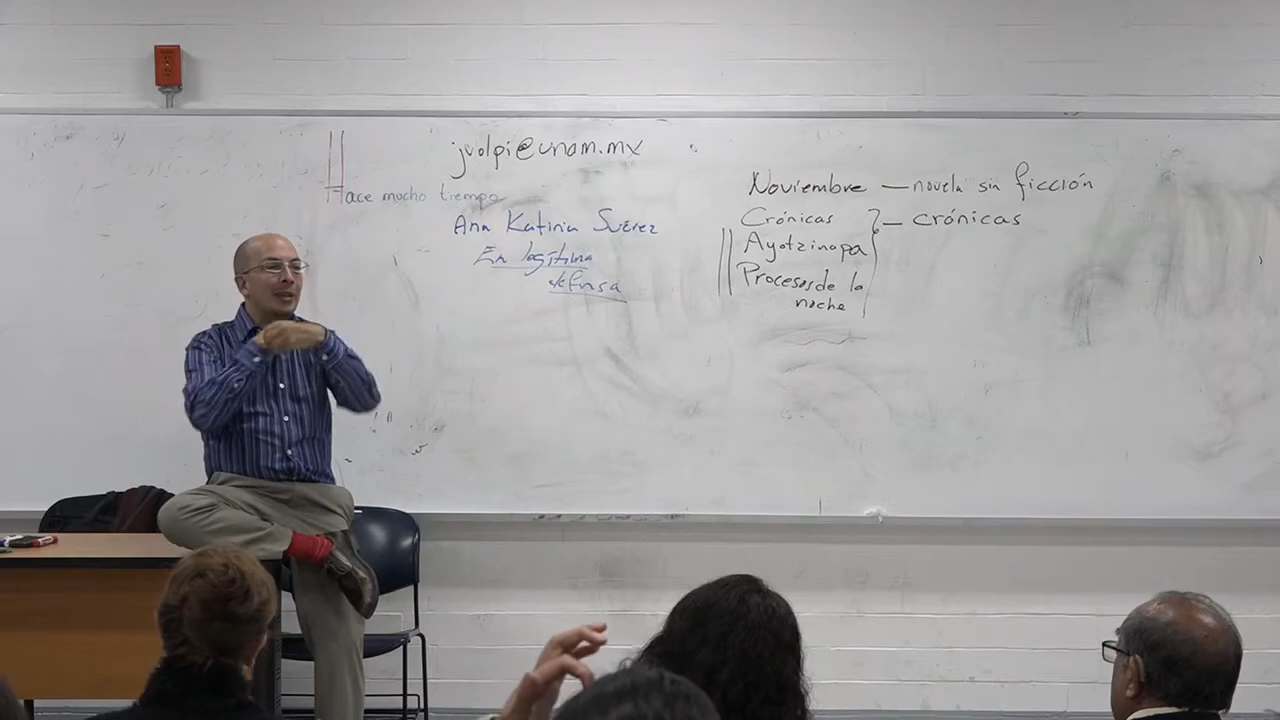 jvolpi@unam.mx
Hace mucho tiempo
Ana Katiria Suárez
En legítima
defensa
Noviembre — novela sin ficción
Crónicas } — crónicas
Ayotzinapa
Procesos de la
noche